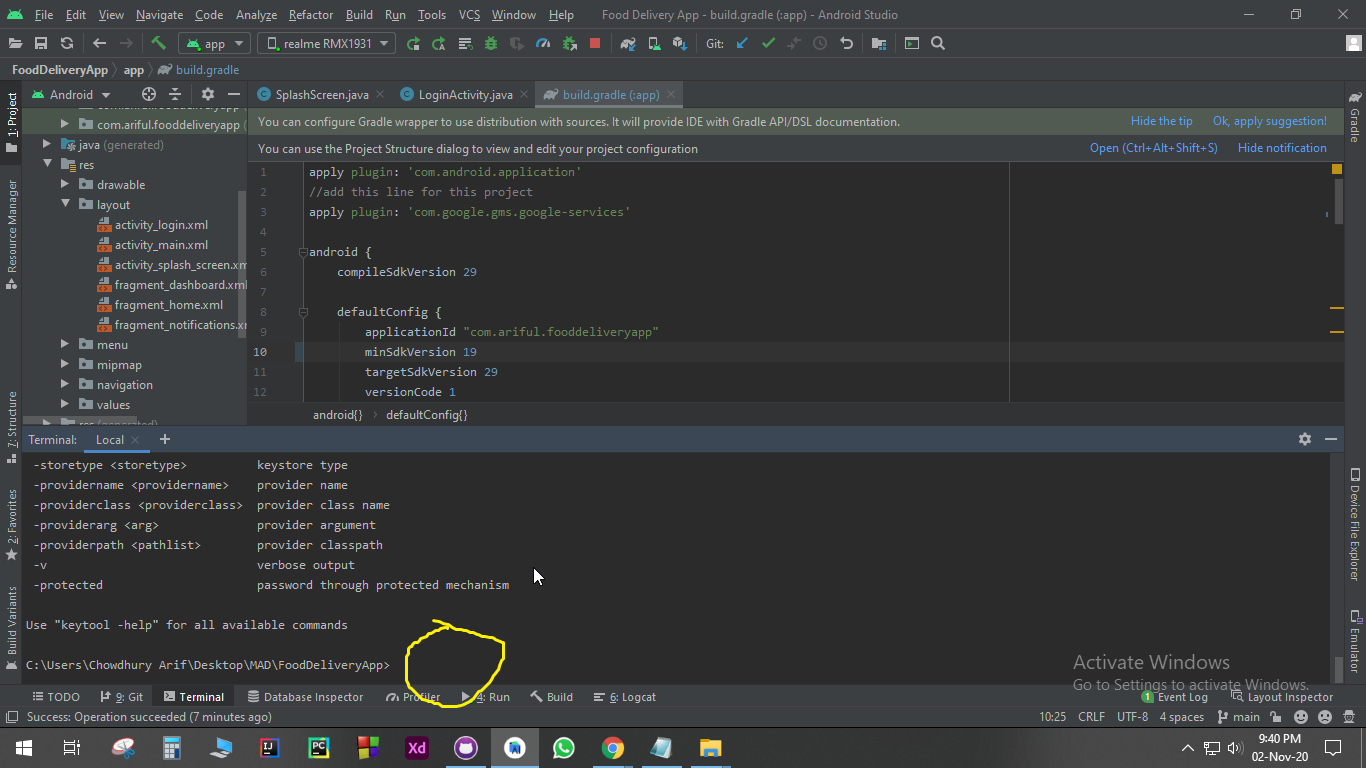 File Edit View Navigate Code Analyze Refactor Build Run Tools VCS Window Help Food Delivery App - build.gradle (:app) - Android Studio
app realme RMX1931 Git:
FoodDeliveryApp app build.gradle
Android SplashScreen.java LoginActivity.java build.gradle (:app)
1: Project
Resource Manager
7: Structure
2: Favorites
Build Variants
com.ariful.fooddeliveryapp
java (generated)
res
drawable
layout
activity_login.xml
activity_main.xml
activity_splash_screen.xm
fragment_dashboard.xml
fragment_home.xml
fragment_notifications.x
menu
mipmap
navigation
values
res (generated)
You can configure Gradle wrapper to use distribution with sources. It will provide IDE with Gradle API/DSL documentation. Hide the tip Ok, apply suggestion!
You can use the Project Structure dialog to view and edit your project configuration Open (Ctrl+Alt+Shift+S) Hide notification
1 apply plugin: 'com.android.application'
2 //add this line for this project
3 apply plugin: 'com.google.gms.google-services'
4
5 android {
6 compileSdkVersion 29
7
8 defaultConfig {
9 applicationId "com.ariful.fooddeliveryapp"
10 minSdkVersion 19
11 targetSdkVersion 29
12 versionCode 1
android{} defaultConfig{}
Gradle
Device File Explorer
Emulator
Terminal: Local +
-storetype <storetype> keystore type
-providername <providername> provider name
-providerclass <providerclass> provider class name
-providerarg <arg> provider argument
-providerpath <pathlist> provider classpath
-v verbose output
-protected password through protected mechanism
Use "keytool -help" for all available commands
C:\Users\Chowdhury Arif\Desktop\MAD\FoodDeliveryApp>
Activate Windows
Go to Settings to activate Windows.
TODO 9: Git Terminal Database Inspector Profiler 4: Run Build 6: Logcat 1 Event Log Layout Inspector
Success: Operation succeeded (7 minutes ago) 10:25 CRLF UTF-8 4 spaces main
IJ PC Xd
9:40 PM
02-Nov-20